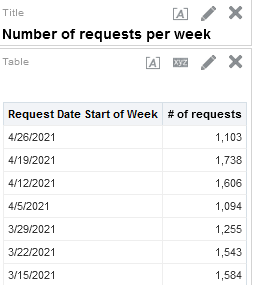 Title
Number of requests per week
Table
xyz
Request Date Start of Week # of requests
4/26/2021 1,103
4/19/2021 1,738
4/12/2021 1,606
4/5/2021 1,094
3/29/2021 1,255
3/22/2021 1,543
3/15/2021 1,584